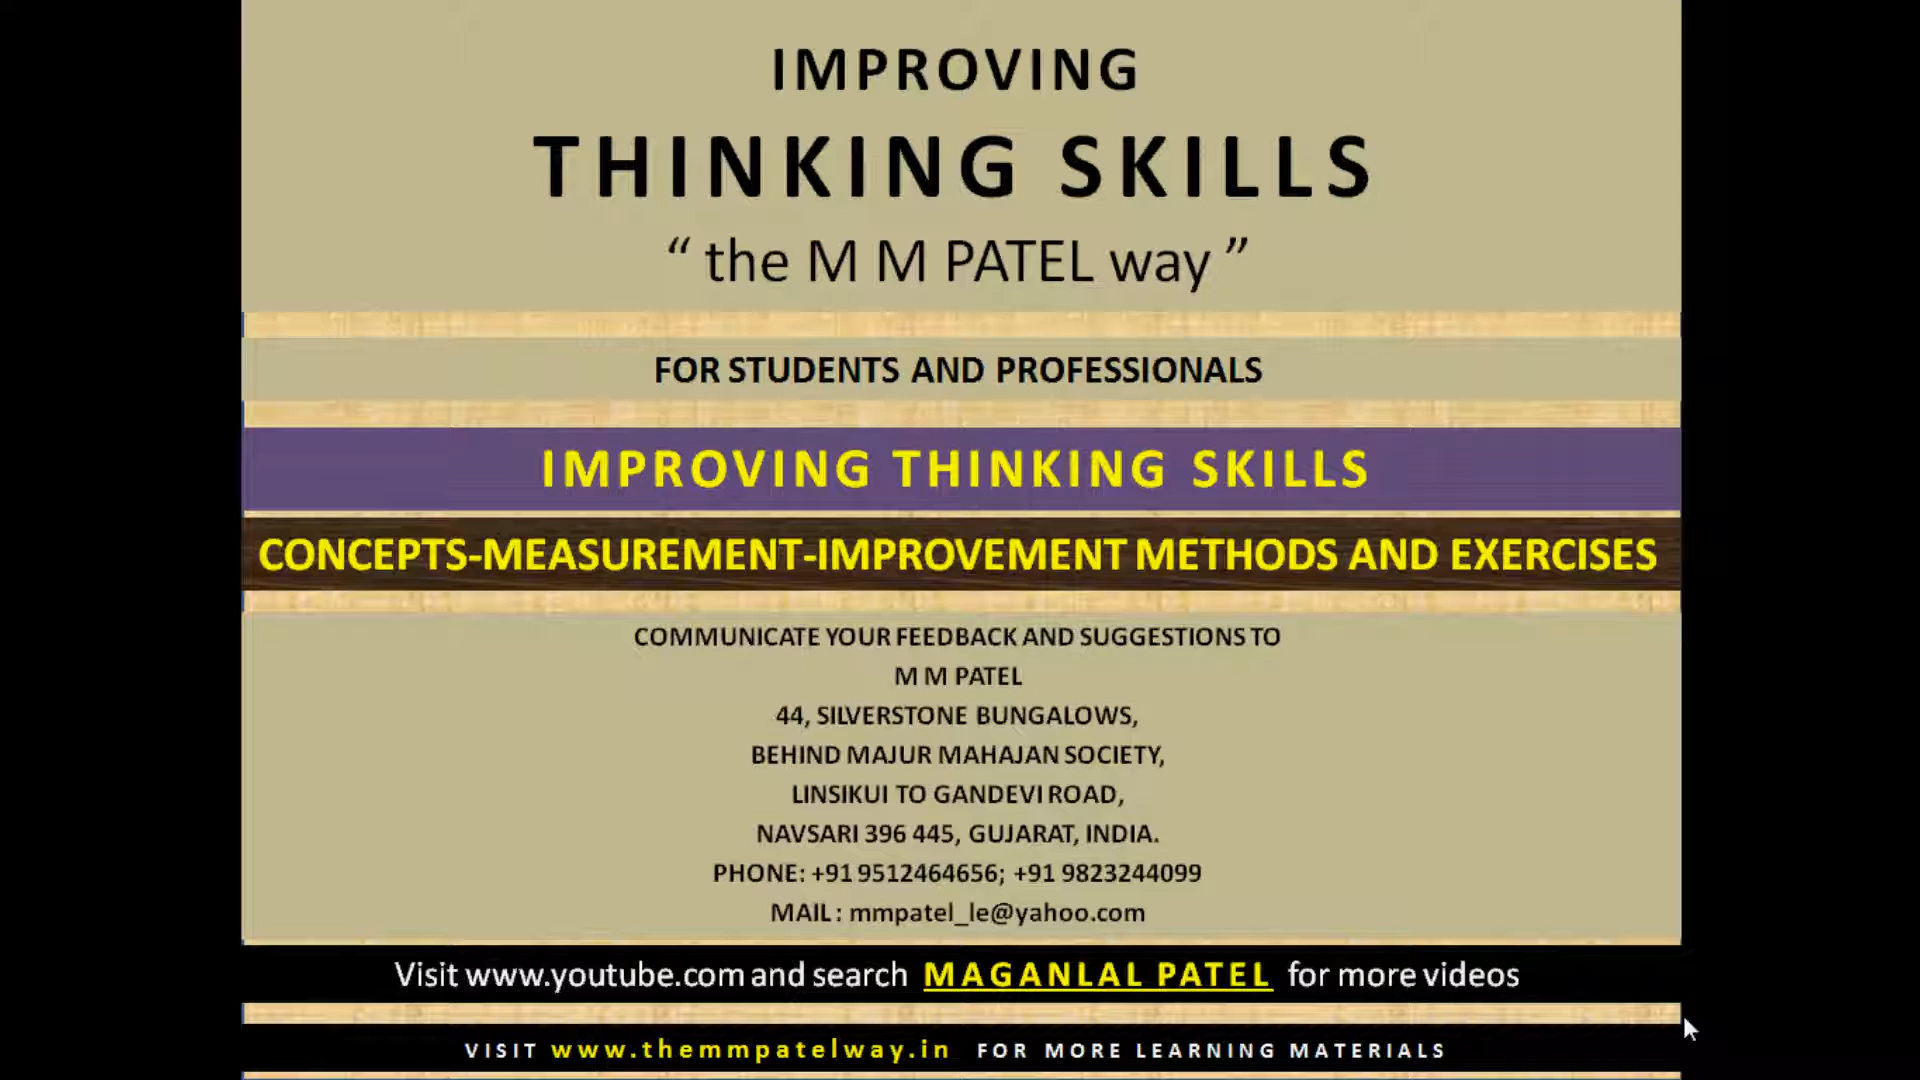 IMPROVING
THINKING SKILLS
“ the M M PATEL way ”
FOR STUDENTS AND PROFESSIONALS
IMPROVING THINKING SKILLS
CONCEPTS-MEASUREMENT-IMPROVEMENT METHODS AND EXERCISES
COMMUNICATE YOUR FEEDBACK AND SUGGESTIONS TO
M M PATEL
44, SILVERSTONE BUNGALOWS,
BEHIND MAJUR MAHAJAN SOCIETY,
LINSIKUI TO GANDEVI ROAD,
NAVSARI 396 445, GUJARAT, INDIA.
PHONE: +91 9512464656; +91 9823244099
MAIL : mmpatel_le@yahoo.com
Visit www.youtube.com and search MAGANLAL PATEL for more videos
VISIT www.themmpatelway.in FOR MORE LEARNING MATERIALS